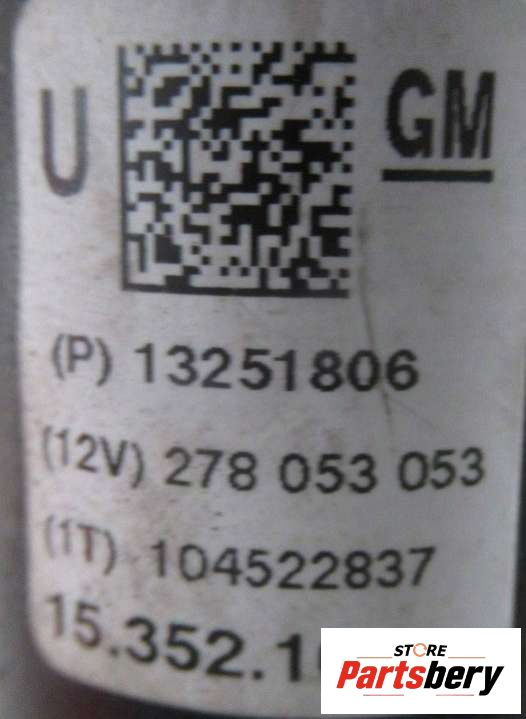 U GM
(P) 13251806
(12V) 278 053 053
(1T) 104522837
15.352.1
STORE
Partsbery